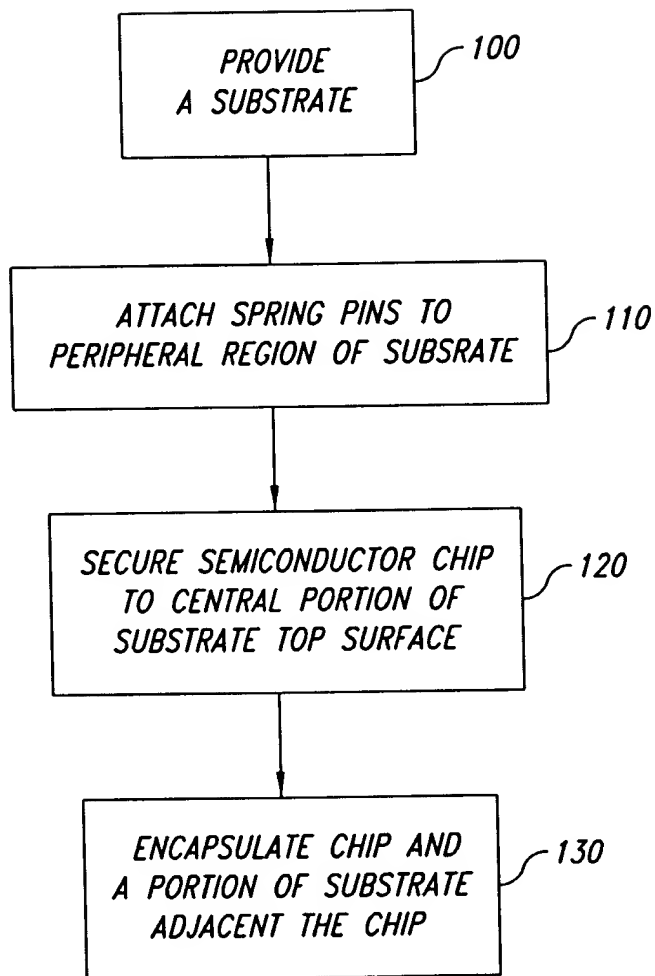 PROVIDE
A SUBSTRATE
100
ATTACH SPRING PINS TO
PERIPHERAL REGION OF SUBSRATE
110
SECURE SEMICONDUCTOR CHIP
TO CENTRAL PORTION OF
SUBSTRATE TOP SURFACE
120
ENCAPSULATE CHIP AND
A PORTION OF SUBSTRATE
ADJACENT THE CHIP
130